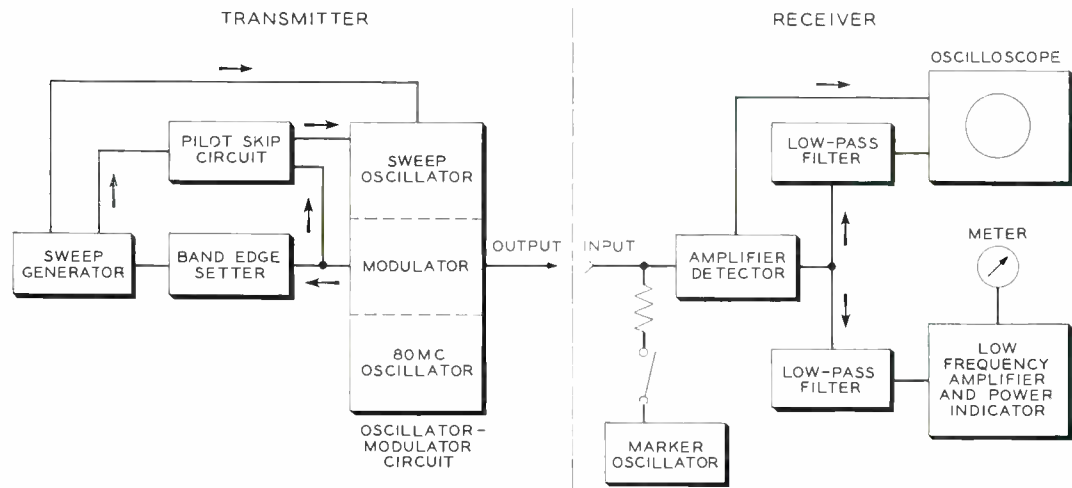 TRANSMITTER
RECEIVER
OSCILLOSCOPE
PILOT SKIP
CIRCUIT
SWEEP
OSCILLATOR
LOW-PASS
FILTER
SWEEP
GENERATOR
BAND EDGE
SETTER
MODULATOR
OUTPUT
INPUT
AMPLIFIER
DETECTOR
METER
80MC
OSCILLATOR
LOW-PASS
FILTER
LOW
FREQUENCY
AMPLIFIER
AND POWER
INDICATOR
OSCILLATOR-
MODULATOR
CIRCUIT
MARKER
OSCILLATOR